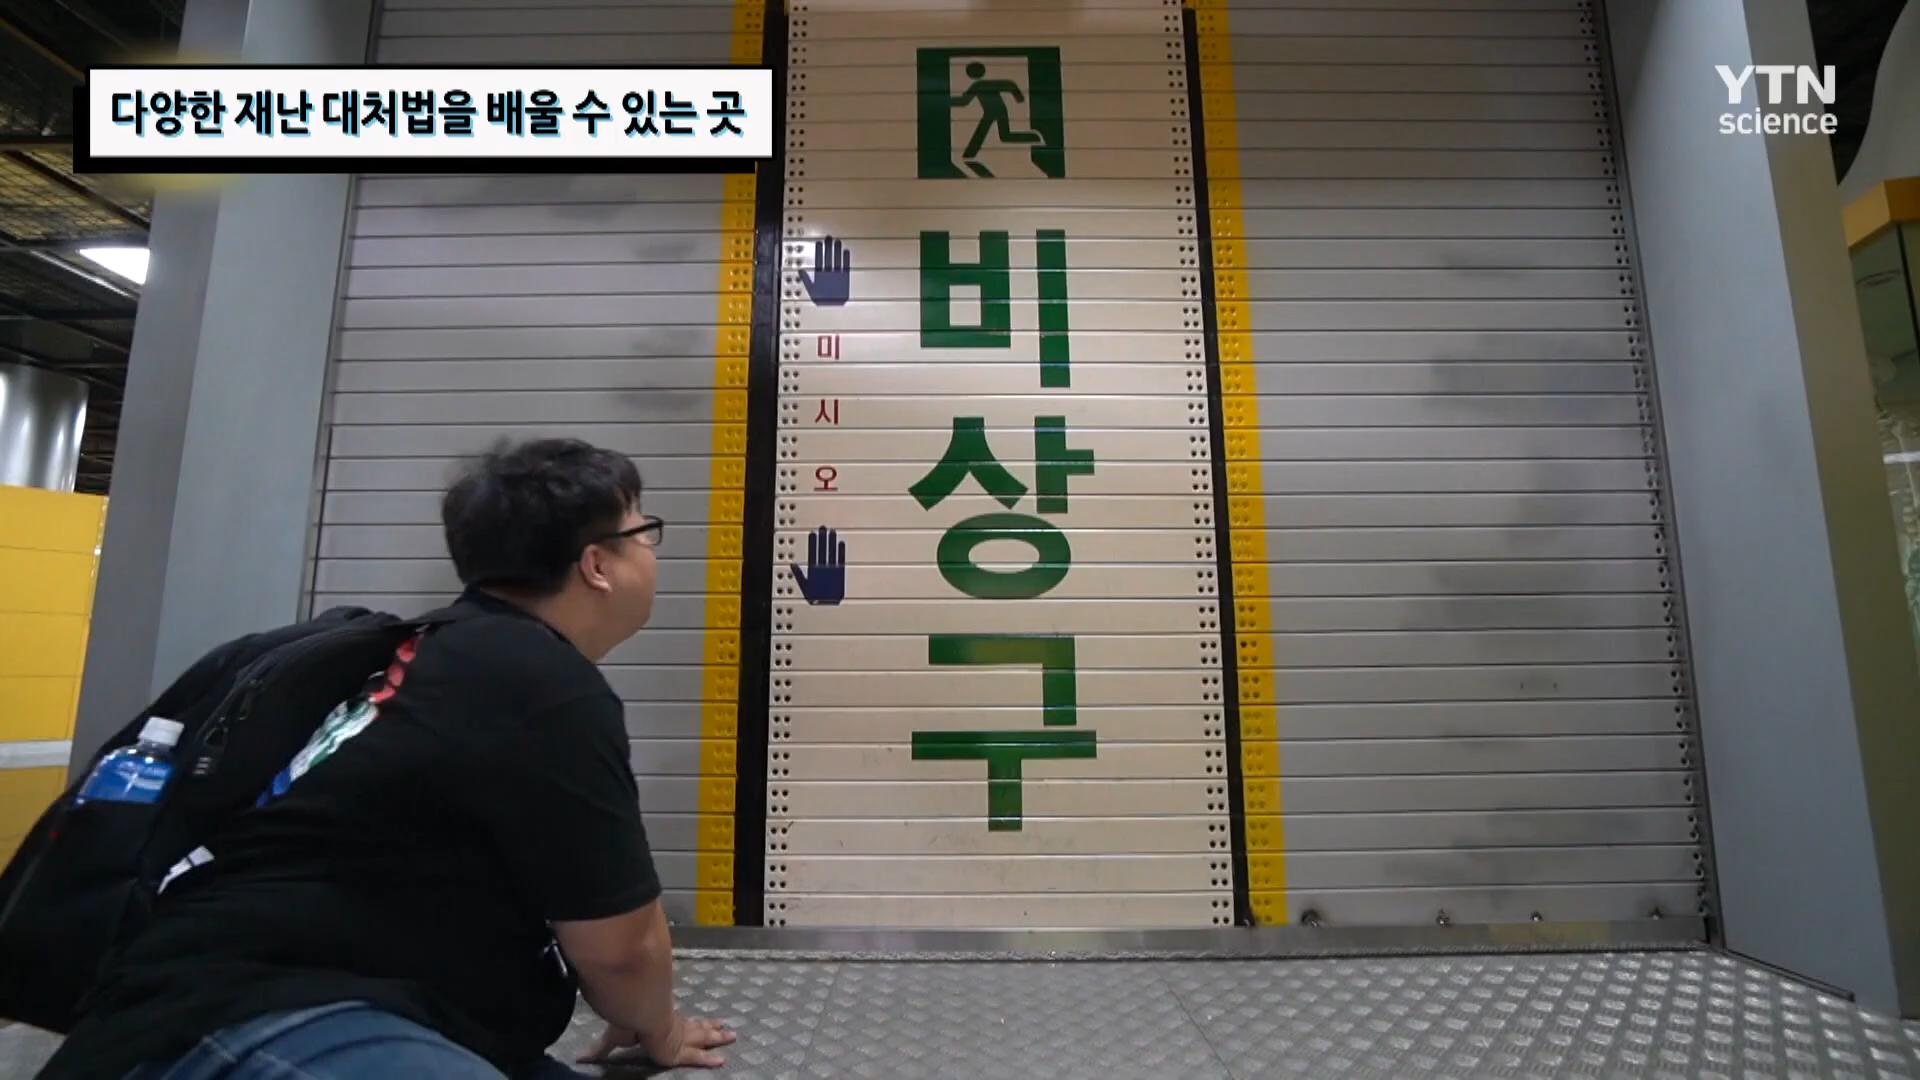 다양한 재난 대처법을 배울 수 있는 곳
YTN
science
비상구
미시오